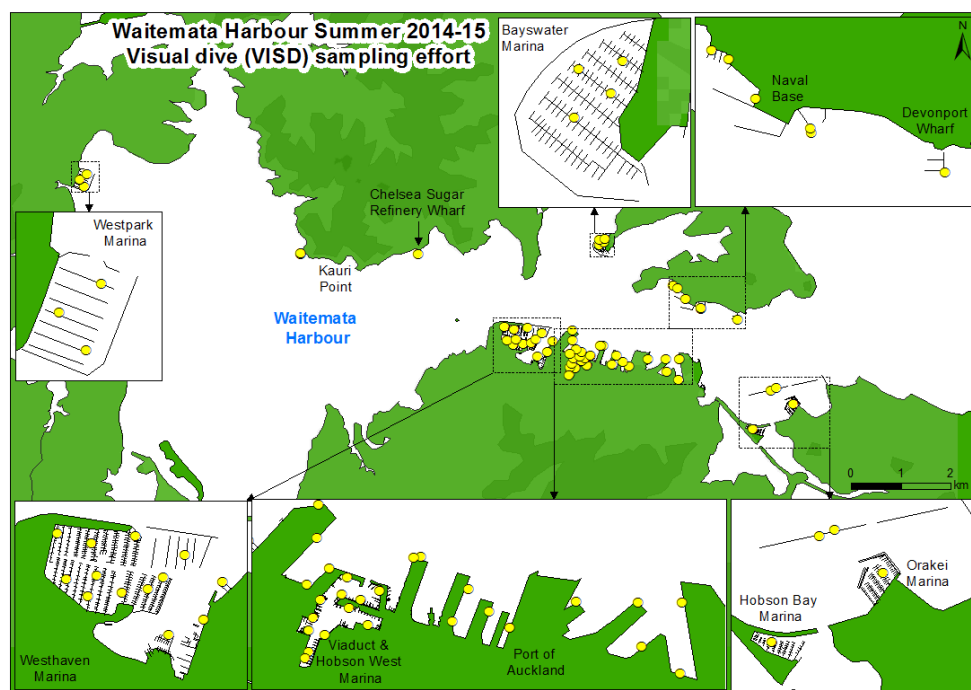 Waitemata Harbour Summer 2014-15
Visual dive (VISD) sampling effort
Bayswater
Marina
N
Naval
Base
Devonport
Wharf
Westpark
Marina
Chelsea Sugar
Refinery Wharf
Kauri
Point
Waitemata
Harbour
0 1 2
km
Westhaven
Marina
Viaduct &
Hobson West
Marina
Port of
Auckland
Hobson Bay
Marina
Orakei
Marina